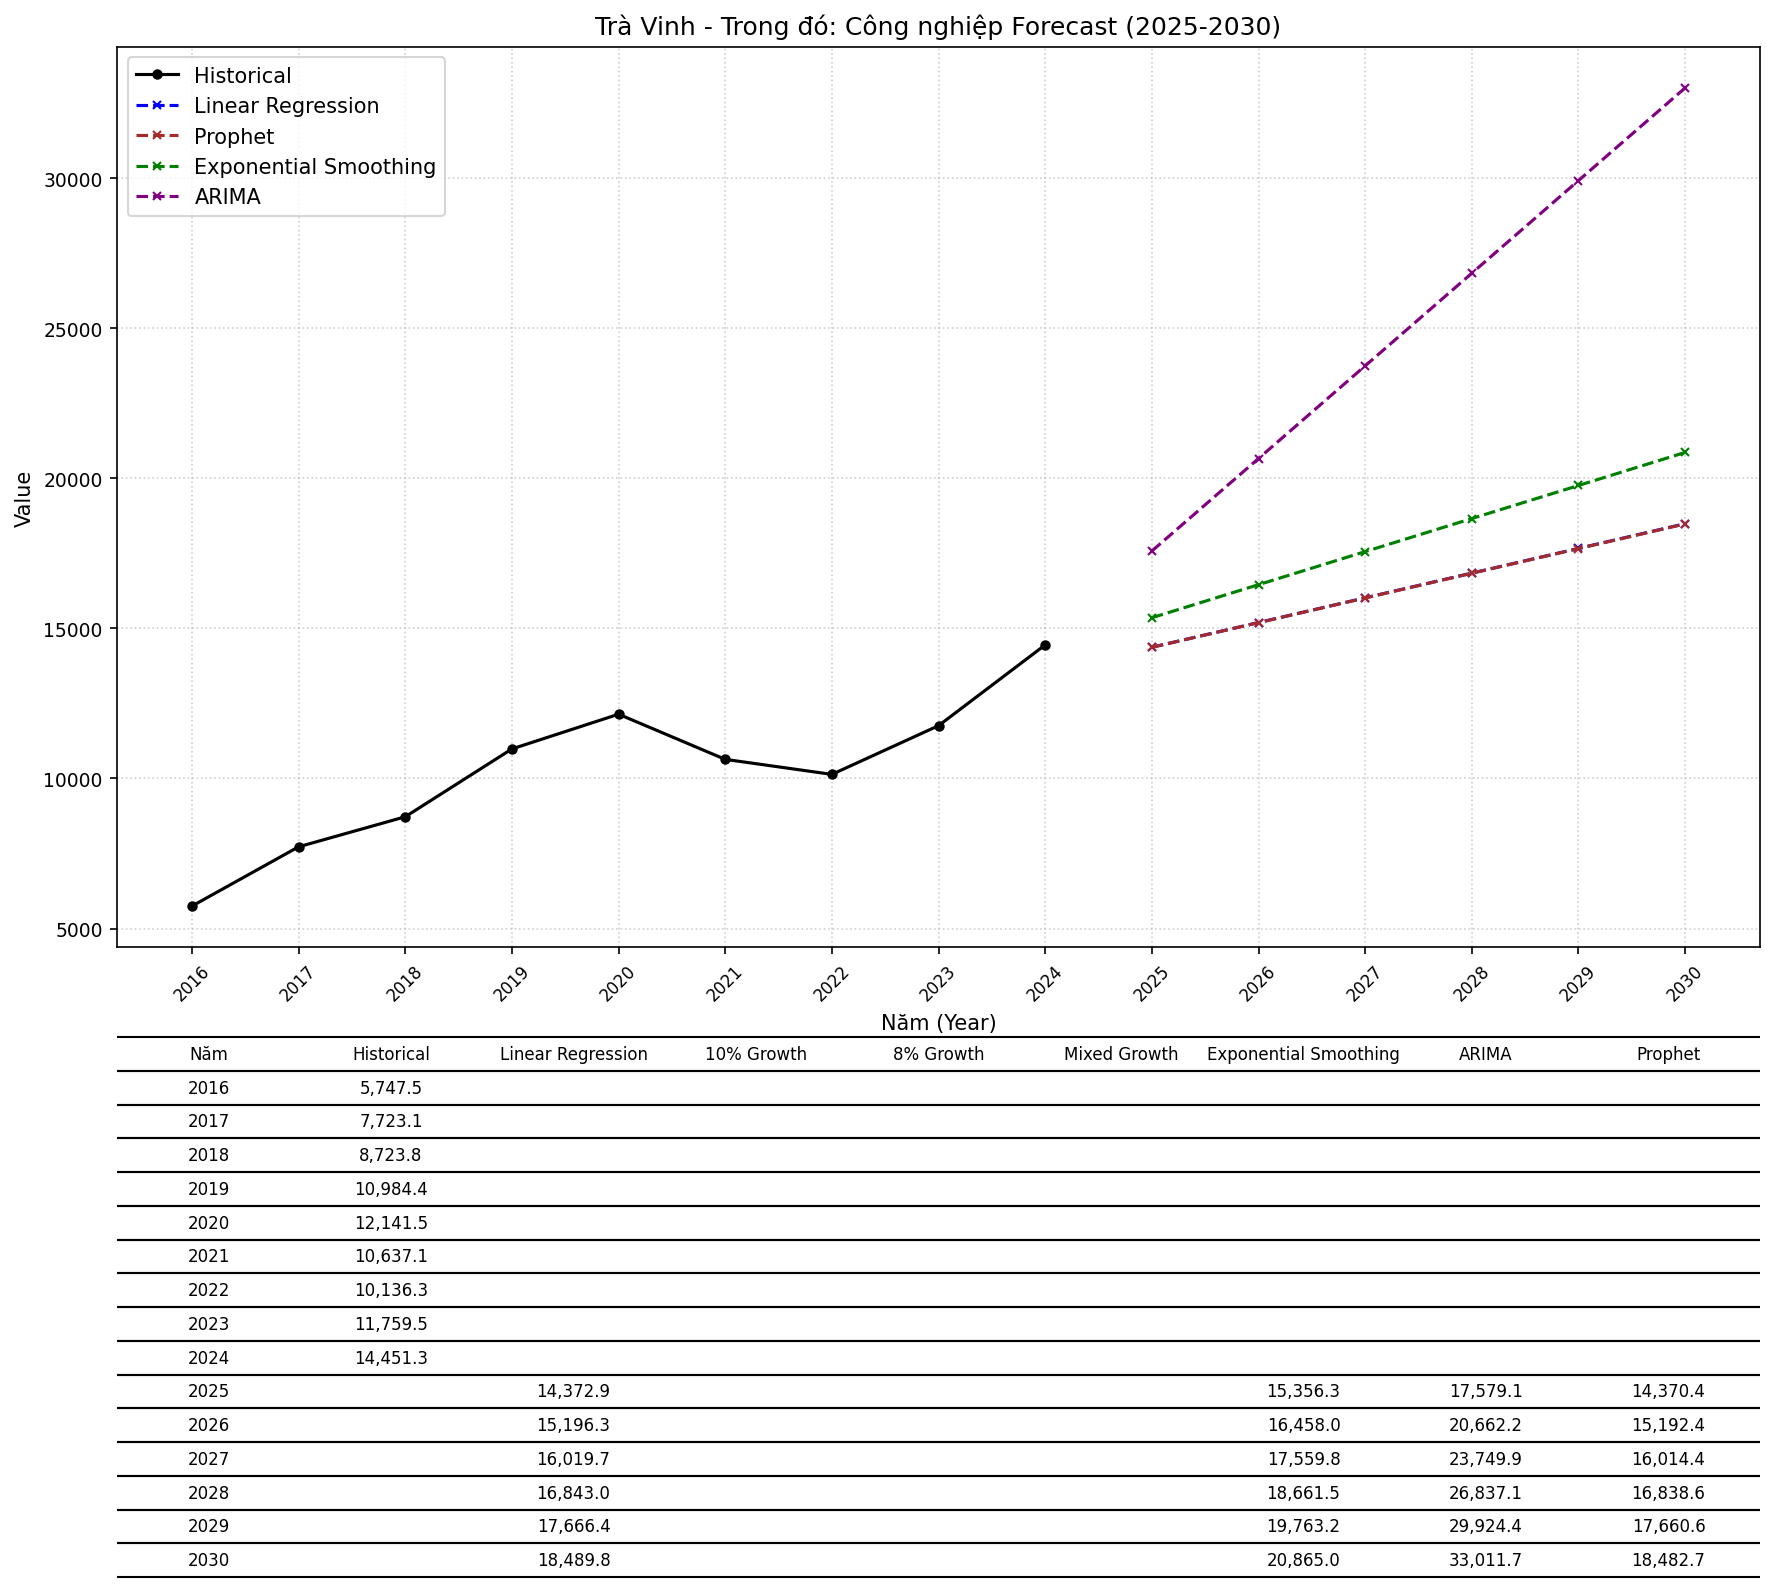 Trà Vinh - Trong đó: Công nghiệp Forecast (2025-2030)
Historical
Linear Regression
Prophet
Exponential Smoothing
ARIMA
Value
30000
25000
20000
15000
10000
5000
2016 2017 2018 2019 2020 2021 2022 2023 2024 2025 2026 2027 2028 2029 2030
Năm (Year)
Năm Historical Linear Regression 10% Growth 8% Growth Mixed Growth Exponential Smoothing ARIMA Prophet
2016 5,747.5
2017 7,723.1
2018 8,723.8
2019 10,984.4
2020 12,141.5
2021 10,637.1
2022 10,136.3
2023 11,759.5
2024 14,451.3
2025 14,372.9 15,356.3 17,579.1 14,370.4
2026 15,196.3 16,458.0 20,662.2 15,192.4
2027 16,019.7 17,559.8 23,749.9 16,014.4
2028 16,843.0 18,661.5 26,837.1 16,838.6
2029 17,666.4 19,763.2 29,924.4 17,660.6
2030 18,489.8 20,865.0 33,011.7 18,482.7